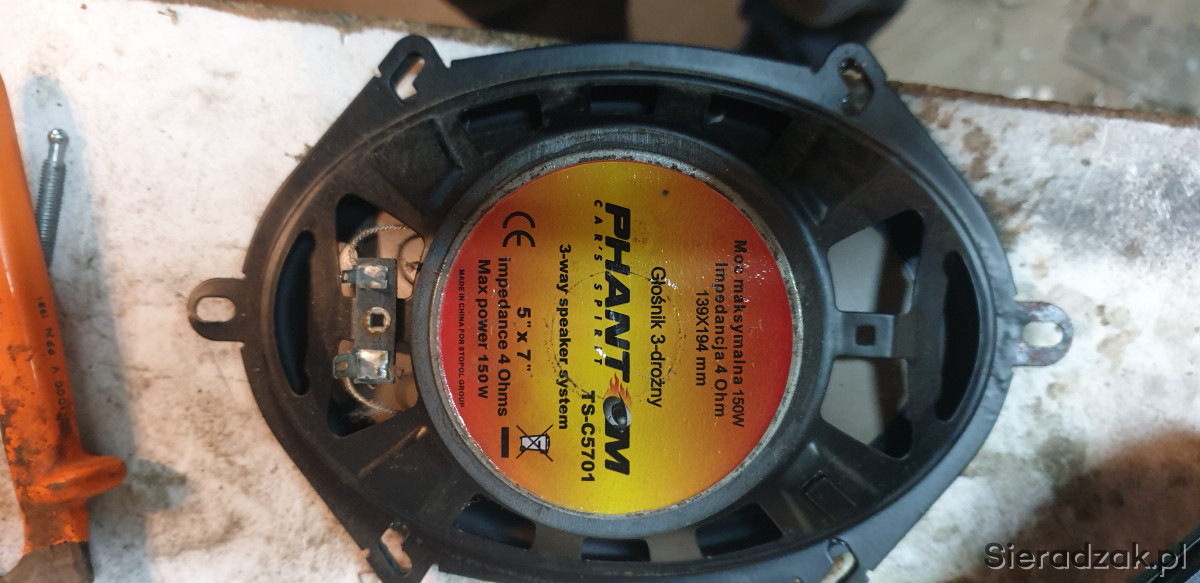 Moc maksymalna 150W
Impedancja 4 Ohm
139X194 mm
Głośnik 3-drożny
PHANTOM
CAR'S SPIRIT
TS-C5701
3-way speaker system
5" x 7"
CE
impedance 4 Ohms
Max power 150W
MADE IN CHINA FOR STOPOL GROUP
Sieradzak.pl